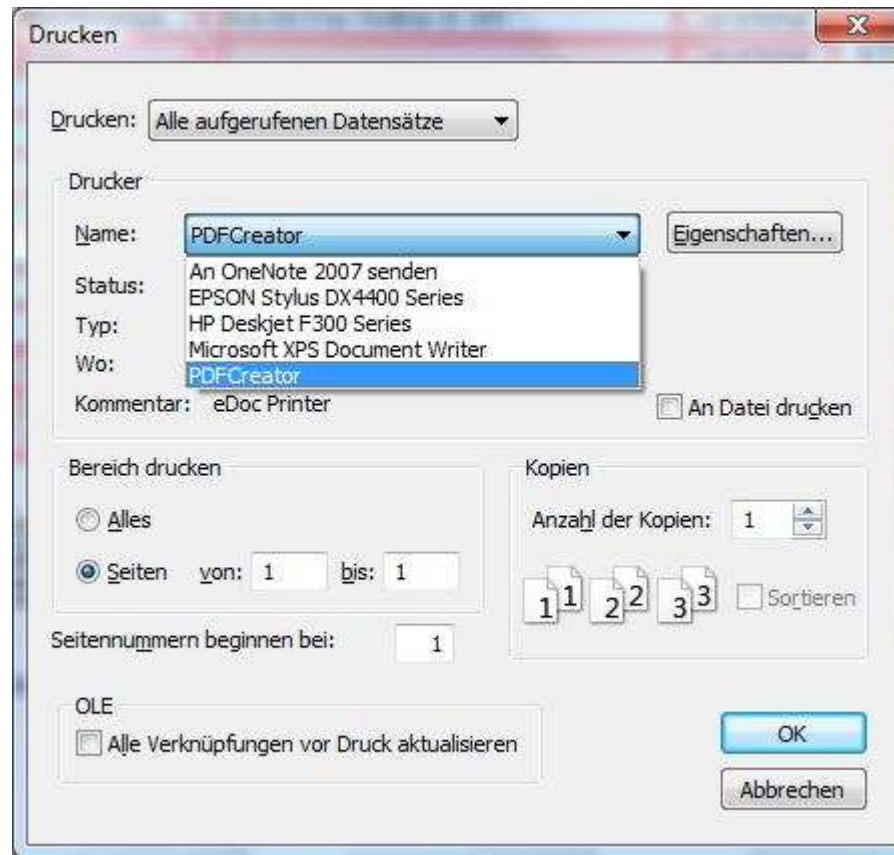 Drucken
Drucken: Alle aufgerufenen Datensätze
Drucker
Name: PDFCreator Eigenschaften...
An OneNote 2007 senden
Status:
EPSON Stylus DX4400 Series
Typ:
HP Deskjet F300 Series
Microsoft XPS Document Writer
Wo:
PDFCreator
Kommentar: eDoc Printer An Datei drucken
Bereich drucken
Alles
Seiten von: 1 bis: 1
Kopien
Anzahl der Kopien: 1
1 1 2 2 3 3 Sortieren
Seitennummern beginnen bei: 1
OLE
Alle Verknüpfungen vor Druck aktualisieren
OK
Abbrechen